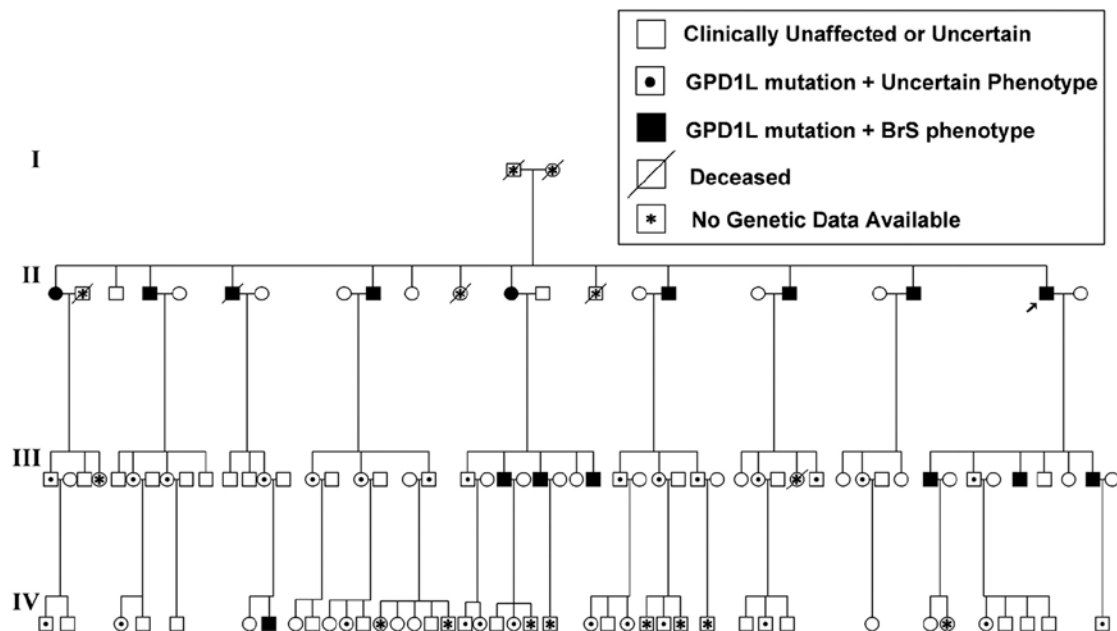 Clinically Unaffected or Uncertain
GPD1L mutation + Uncertain Phenotype
GPD1L mutation + BrS phenotype
Deceased
* No Genetic Data Available
I
II
III
IV